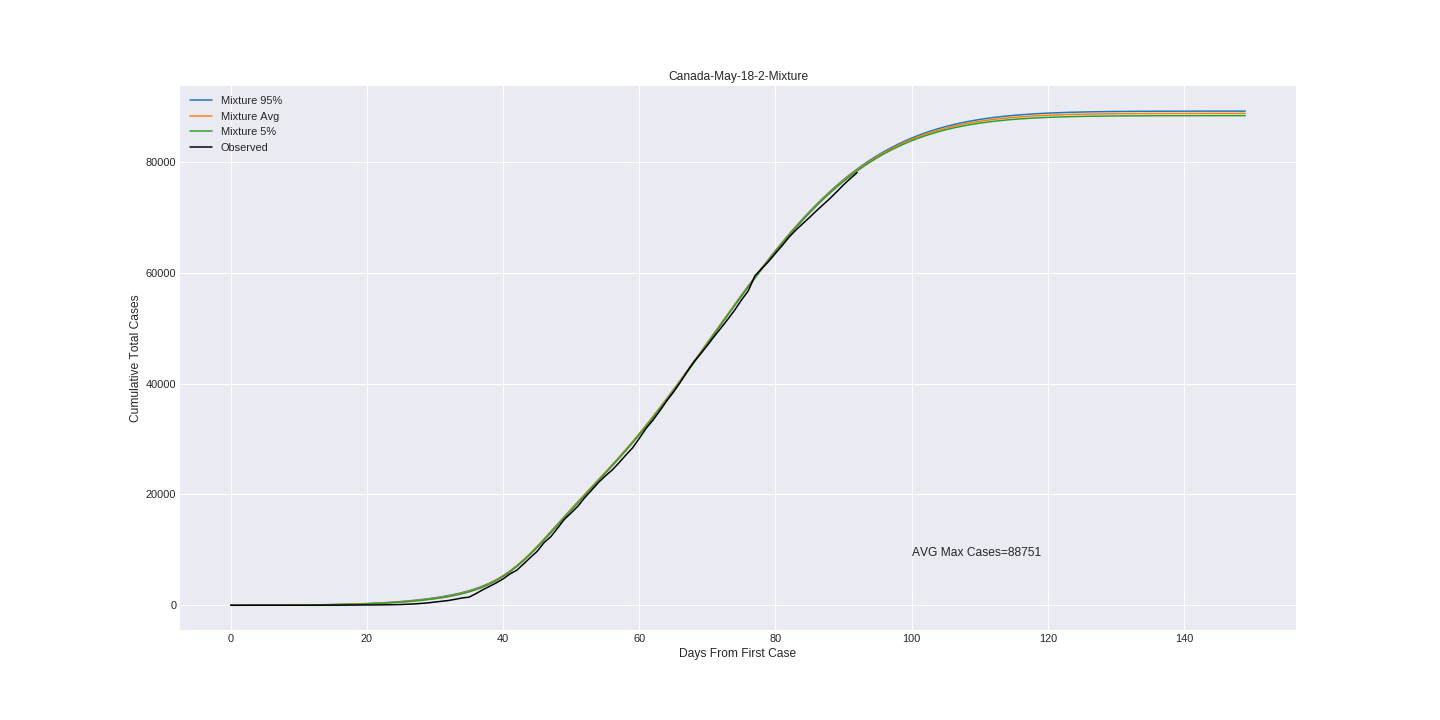 Canada-May-18-2-Mixture
Mixture 95%
Mixture Avg
Mixture 5%
Observed
80000
60000
40000
20000
0
Cumulative Total Cases
AVG Max Cases=88751
0 20 40 60 80 100 120 140
Days From First Case